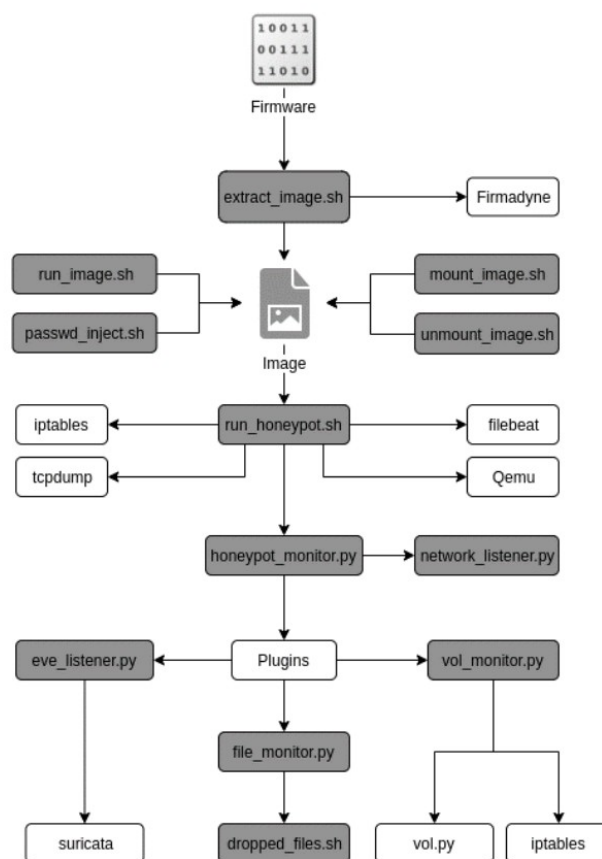 10011
00111
11010
Firmware
extract_image.sh
Firmadyne
run_image.sh
mount_image.sh
passwd_inject.sh
unmount_image.sh
Image
iptables
run_honeypot.sh
filebeat
tcpdump
Qemu
honeypot_monitor.py
network_listener.py
eve_listener.py
Plugins
vol_monitor.py
file_monitor.py
suricata
dropped_files.sh
vol.py
iptables